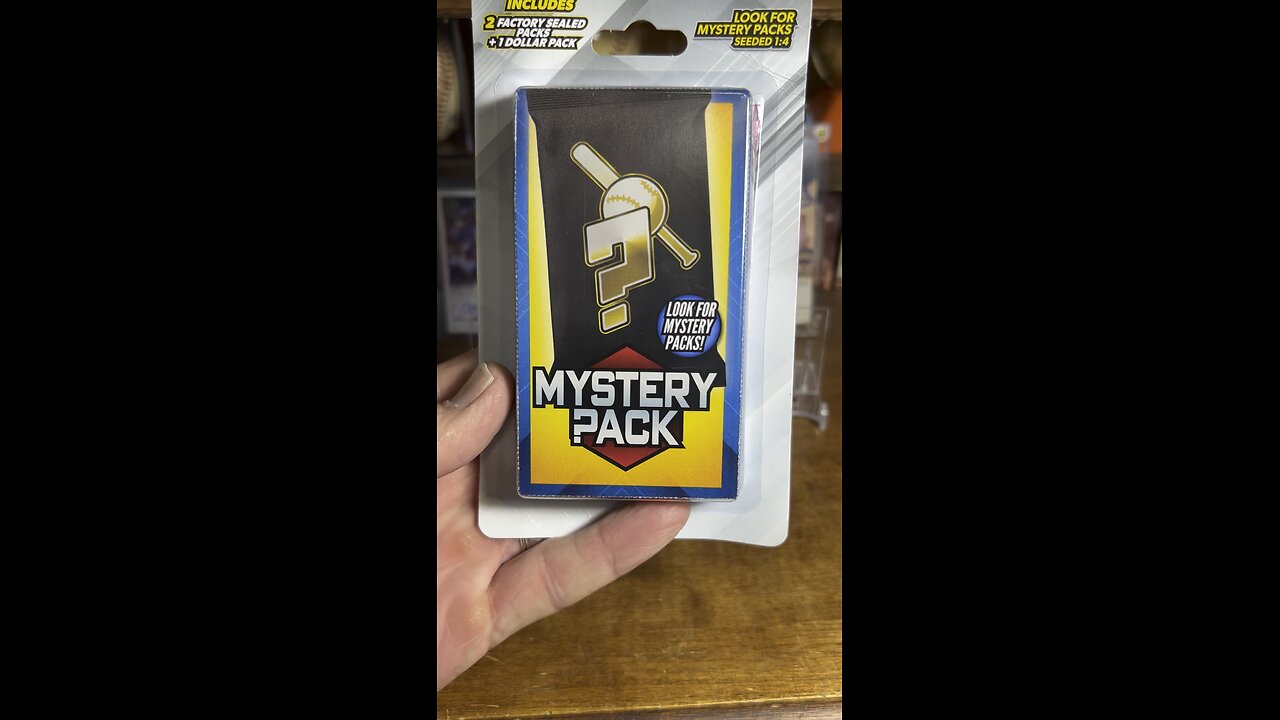 INCLUDES
2 FACTORY SEALED
PACKS
+1 DOLLAR PACK
LOOK FOR
MYSTERY PACKS
SEEDED 1:4
?
LOOK FOR
MYSTERY
PACKS!
MYSTERY
?ACK